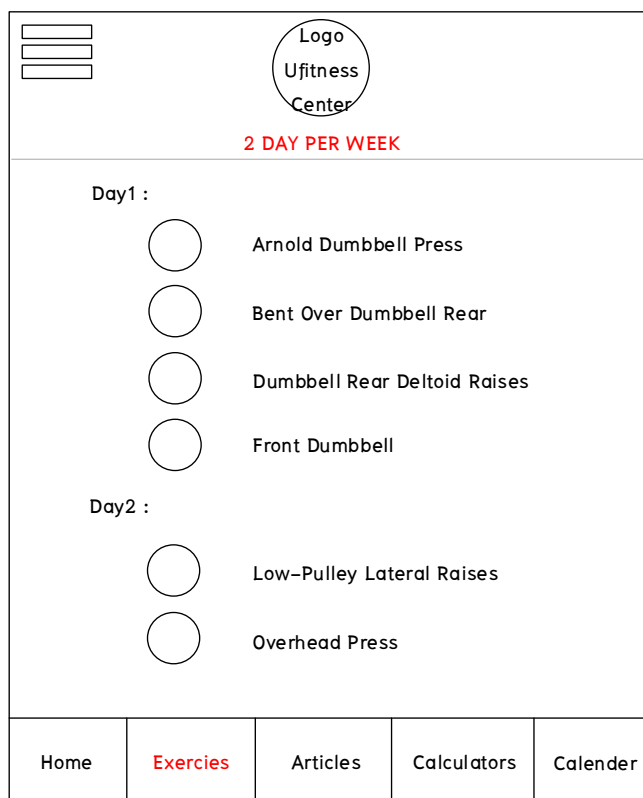 Logo
Ufitness
Center
2 DAY PER WEEK
Day1 :
Arnold Dumbbell Press
Bent Over Dumbbell Rear
Dumbbell Rear Deltoid Raises
Front Dumbbell
Day2 :
Low-Pulley Lateral Raises
Overhead Press
Home
Exercies
Articles
Calculators
Calender